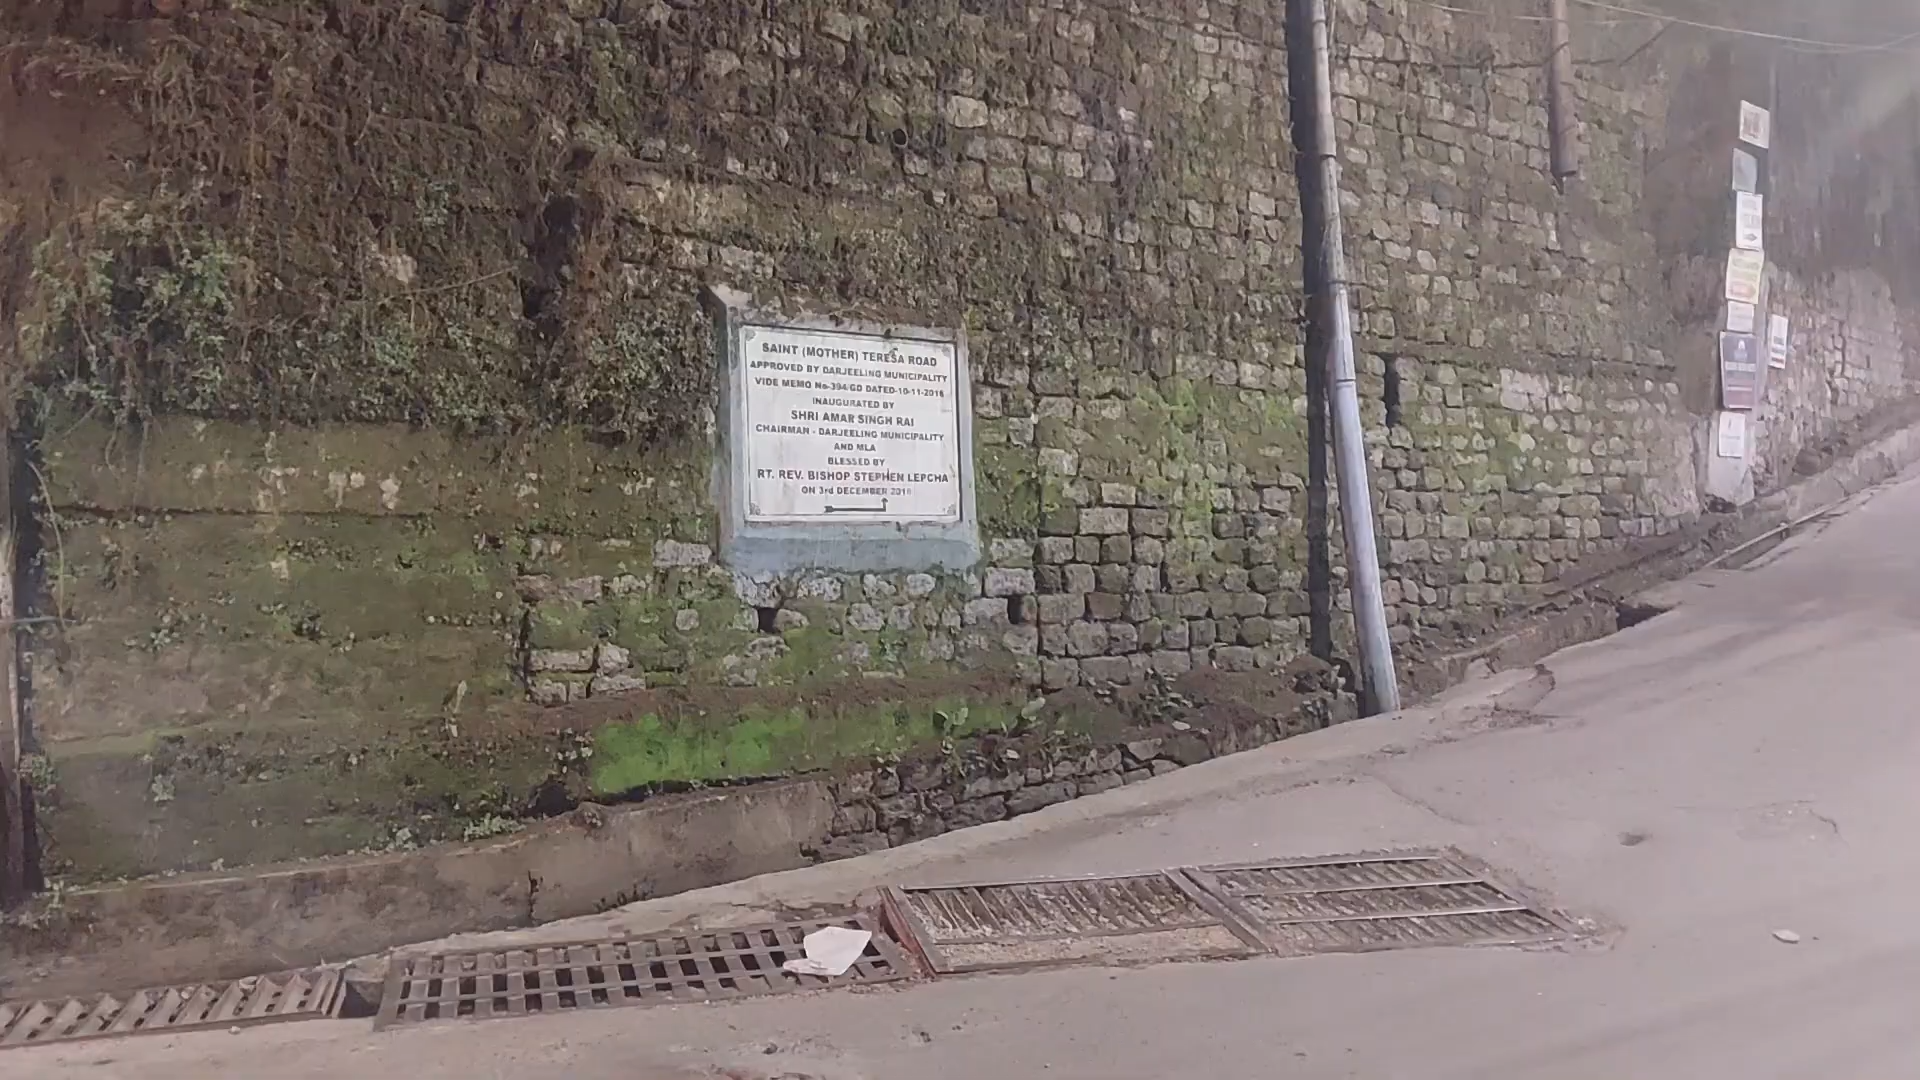 SAINT (MOTHER) TERESA ROAD
APPROVED BY DARJEELING MUNICIPALITY
VIDE MEMO No-394/GD DATED-10-11-2016
INAUGURATED BY
SHRI AMAR SINGH RAI
CHAIRMAN - DARJEELING MUNICIPALITY
AND MLA
BLESSED BY
RT. REV. BISHOP STEPHEN LEPCHA
ON 3rd DECEMBER 2016